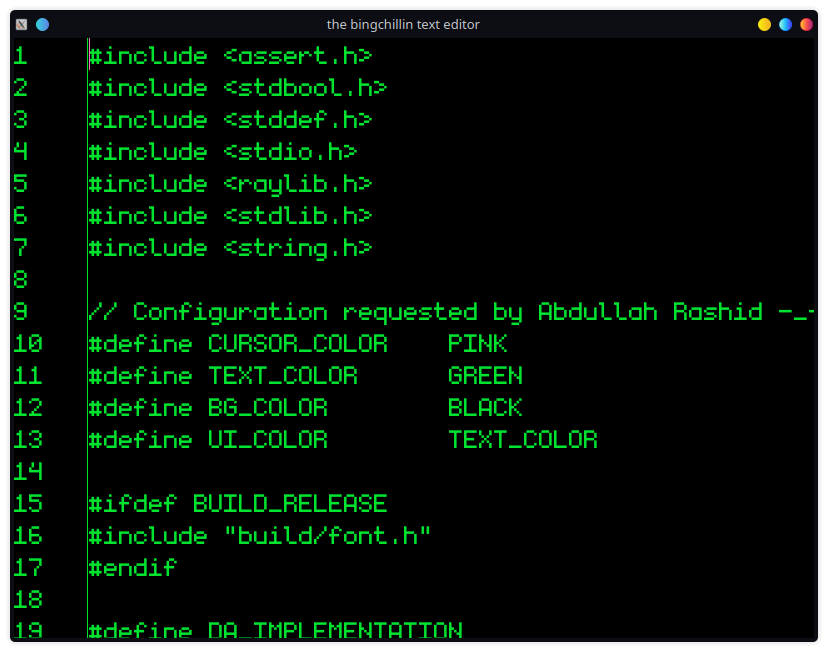 the bingchillin text editor
1 #include <assert.h>
2 #include <stdbool.h>
3 #include <stddef.h>
4 #include <stdio.h>
5 #include <raylib.h>
6 #include <stdlib.h>
7 #include <string.h>
8
9 // Configuration requested by Abdullah Rashid -_-
10 #define CURSOR_COLOR    PINK
11 #define TEXT_COLOR      GREEN
12 #define BG_COLOR        BLACK
13 #define UI_COLOR        TEXT_COLOR
14
15 #ifdef BUILD_RELEASE
16 #include "build/font.h"
17 #endif
18
19 #define DA_IMPLEMENTATION